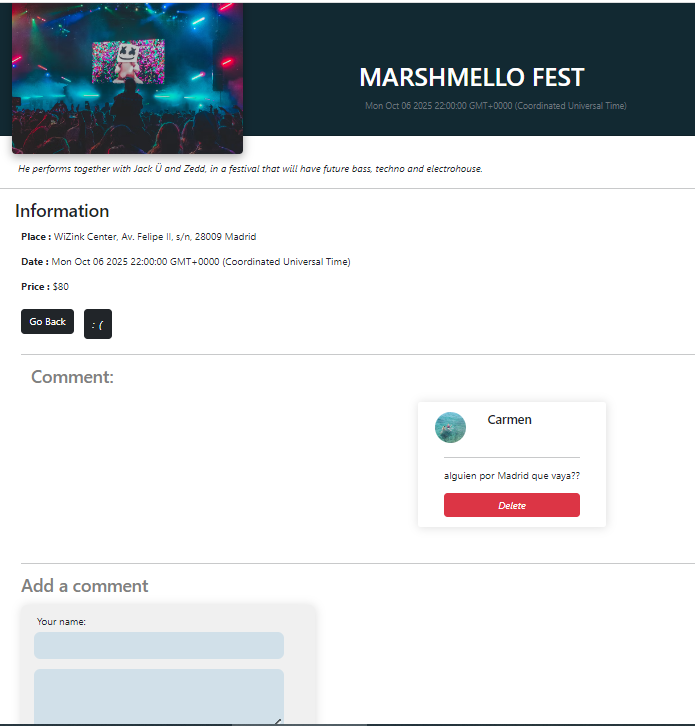 MARSHMELLO FEST
Mon Oct 06 2025 22:00:00 GMT+0000 (Coordinated Universal Time)
He performs together with Jack Ü and Zedd, in a festival that will have future bass, techno and electrohouse.
Information
Place : WiZink Center, Av. Felipe II, s/n, 28009 Madrid
Date : Mon Oct 06 2025 22:00:00 GMT+0000 (Coordinated Universal Time)
Price : $80
Go Back
: (
Comment:
Carmen
alguien por Madrid que vaya??
Delete
Add a comment
Your name: